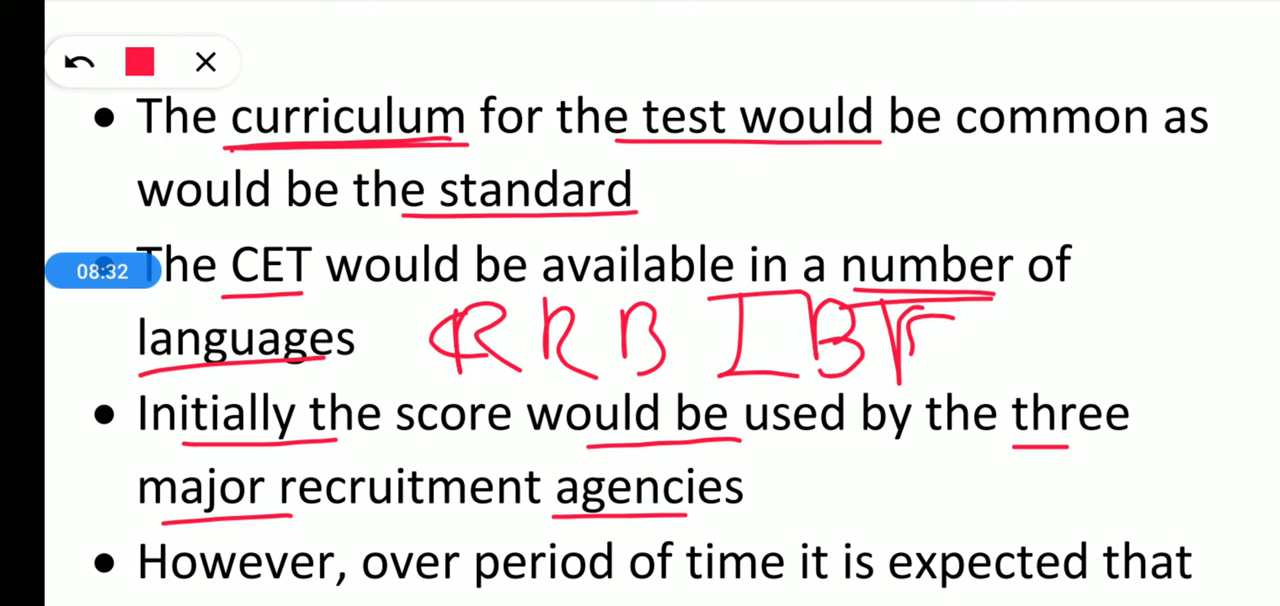 • The curriculum for the test would be common as
would be the standard
08:32
The CET would be available in a number of
languages
RRB IBP
• Initially the score would be used by the three
major recruitment agencies
• However, over period of time it is expected that